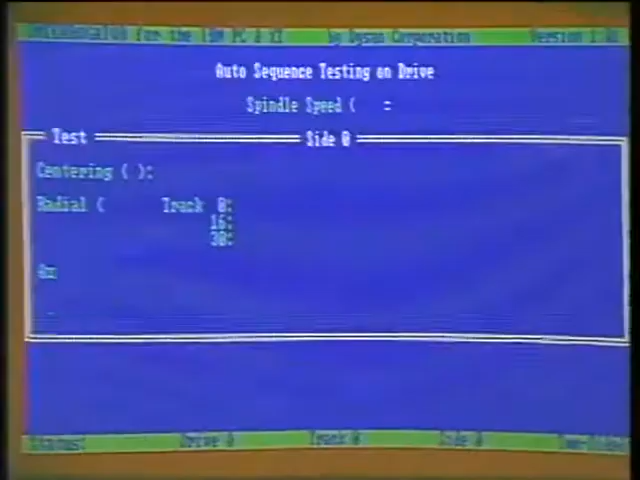 for the IBM PC & XT by Dysan Corporation Version
Auto Sequence Testing on Drive
Spindle Speed ( =
Test Side 0
Centering ( ):
Radial ( Track 0:
16:
30:
Az
Status: Drive 0 Track 0 Side 0